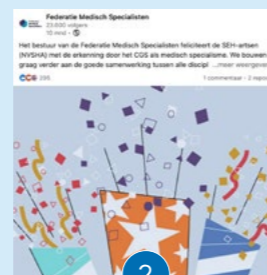 Federatie Medisch Specialisten
23.600 volgers
10 mnd •
Het bestuur van de Federatie Medisch Specialisten feliciteert de SEH-artsen
(NVSHA) met de erkenning door het CGS als medisch specialisme. We bouwen
graag verder aan de goede samenwerking tussen alle discipl ...meer weergeven
295
1 commentaar • 2 repos
2